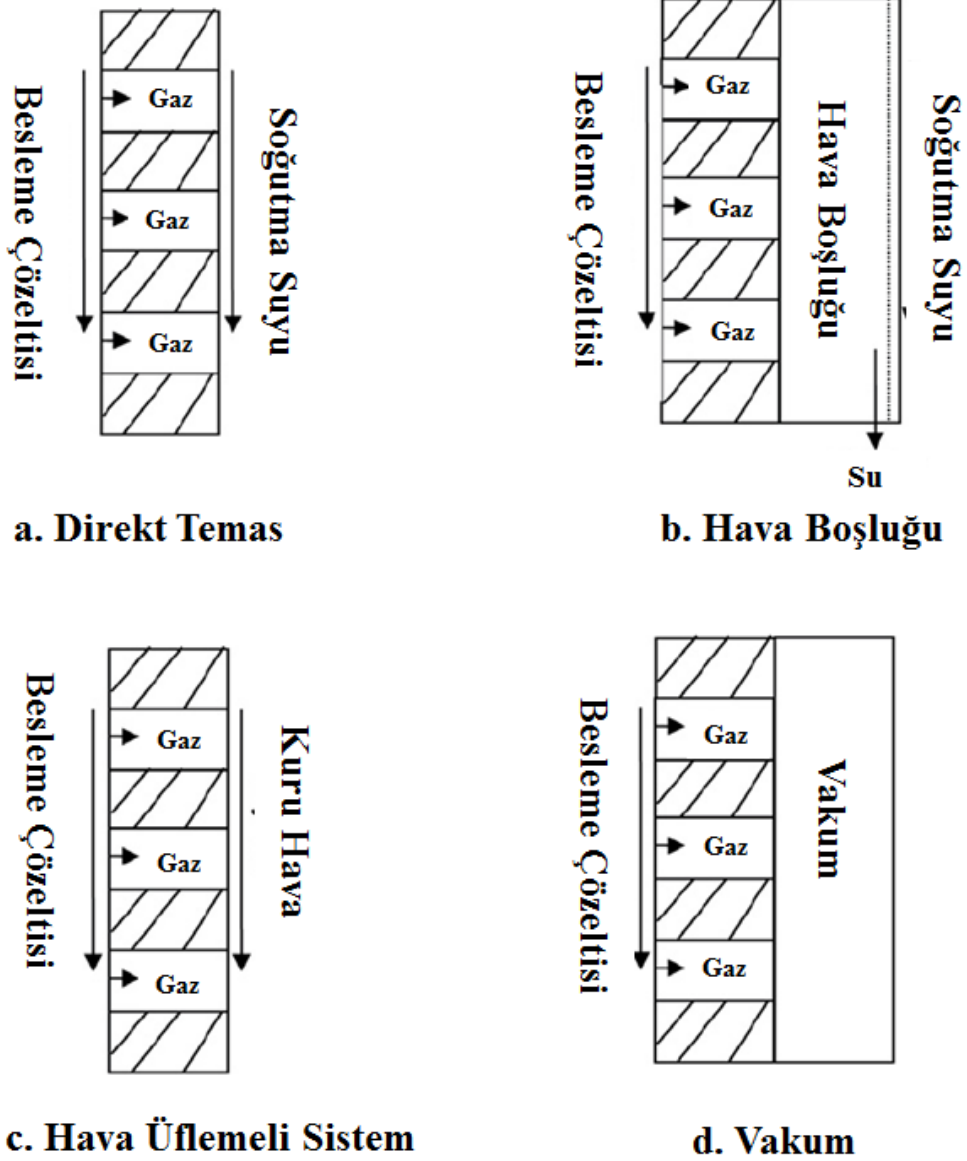 Besleme Çözeltisi
Gaz
Gaz
Gaz
Soğutma Suyu
a. Direkt Temas
Besleme Çözeltisi
Gaz
Gaz
Gaz
Hava Boşluğu
Soğutma Suyu
Su
b. Hava Boşluğu
Besleme Çözeltisi
Gaz
Gaz
Gaz
Kuru Hava
c. Hava Üflemeli Sistem
Besleme Çözeltisi
Gaz
Gaz
Gaz
Vakum
d. Vakum